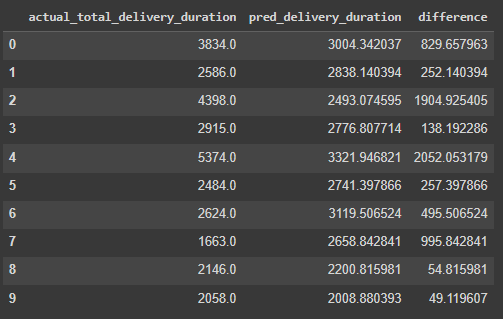 actual_total_delivery_duration pred_delivery_duration difference
0 3834.0 3004.342037 829.657963
1 2586.0 2838.140394 252.140394
2 4398.0 2493.074595 1904.925405
3 2915.0 2776.807714 138.192286
4 5374.0 3321.946821 2052.053179
5 2484.0 2741.397866 257.397866
6 2624.0 3119.506524 495.506524
7 1663.0 2658.842841 995.842841
8 2146.0 2200.815981 54.815981
9 2058.0 2008.880393 49.119607